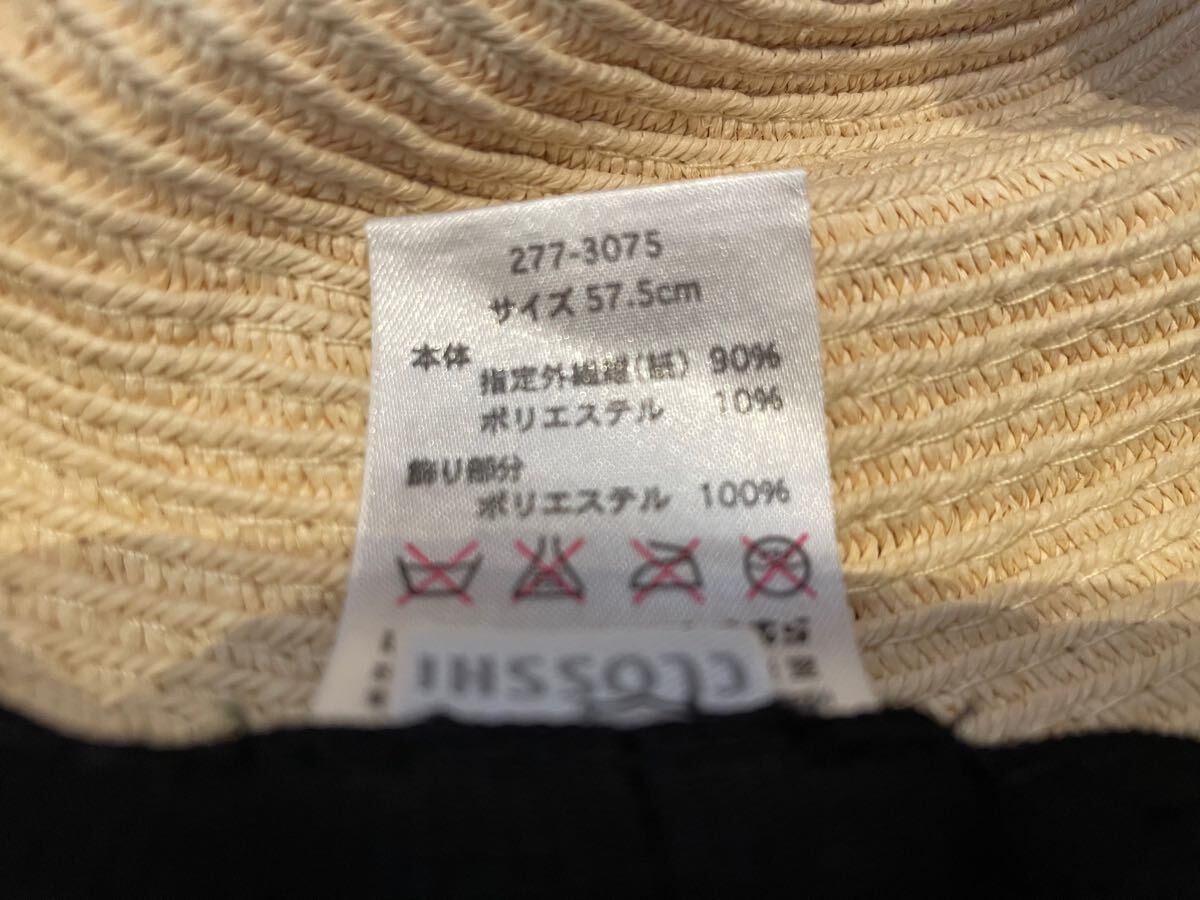 277-3075
サイズ 57.5cm
本体
指定外繊維(紙) 90%
ポリエステル 10%
飾り部分
ポリエステル 100%
CLOSSHI